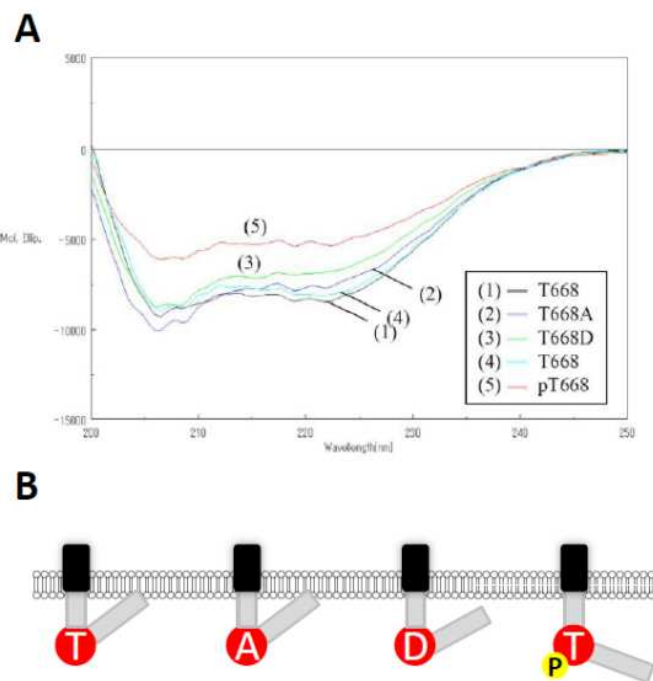 A
5000
0
Mol. Ellip.
-5000
-10000
-15000
200
210
220
230
240
250
Wavelength[nm]
(5)
(3)
(2)
(4)
(1)
(1) T668
(2) T668A
(3) T668D
(4) T668
(5) pT668
B
T
A
D
T
P